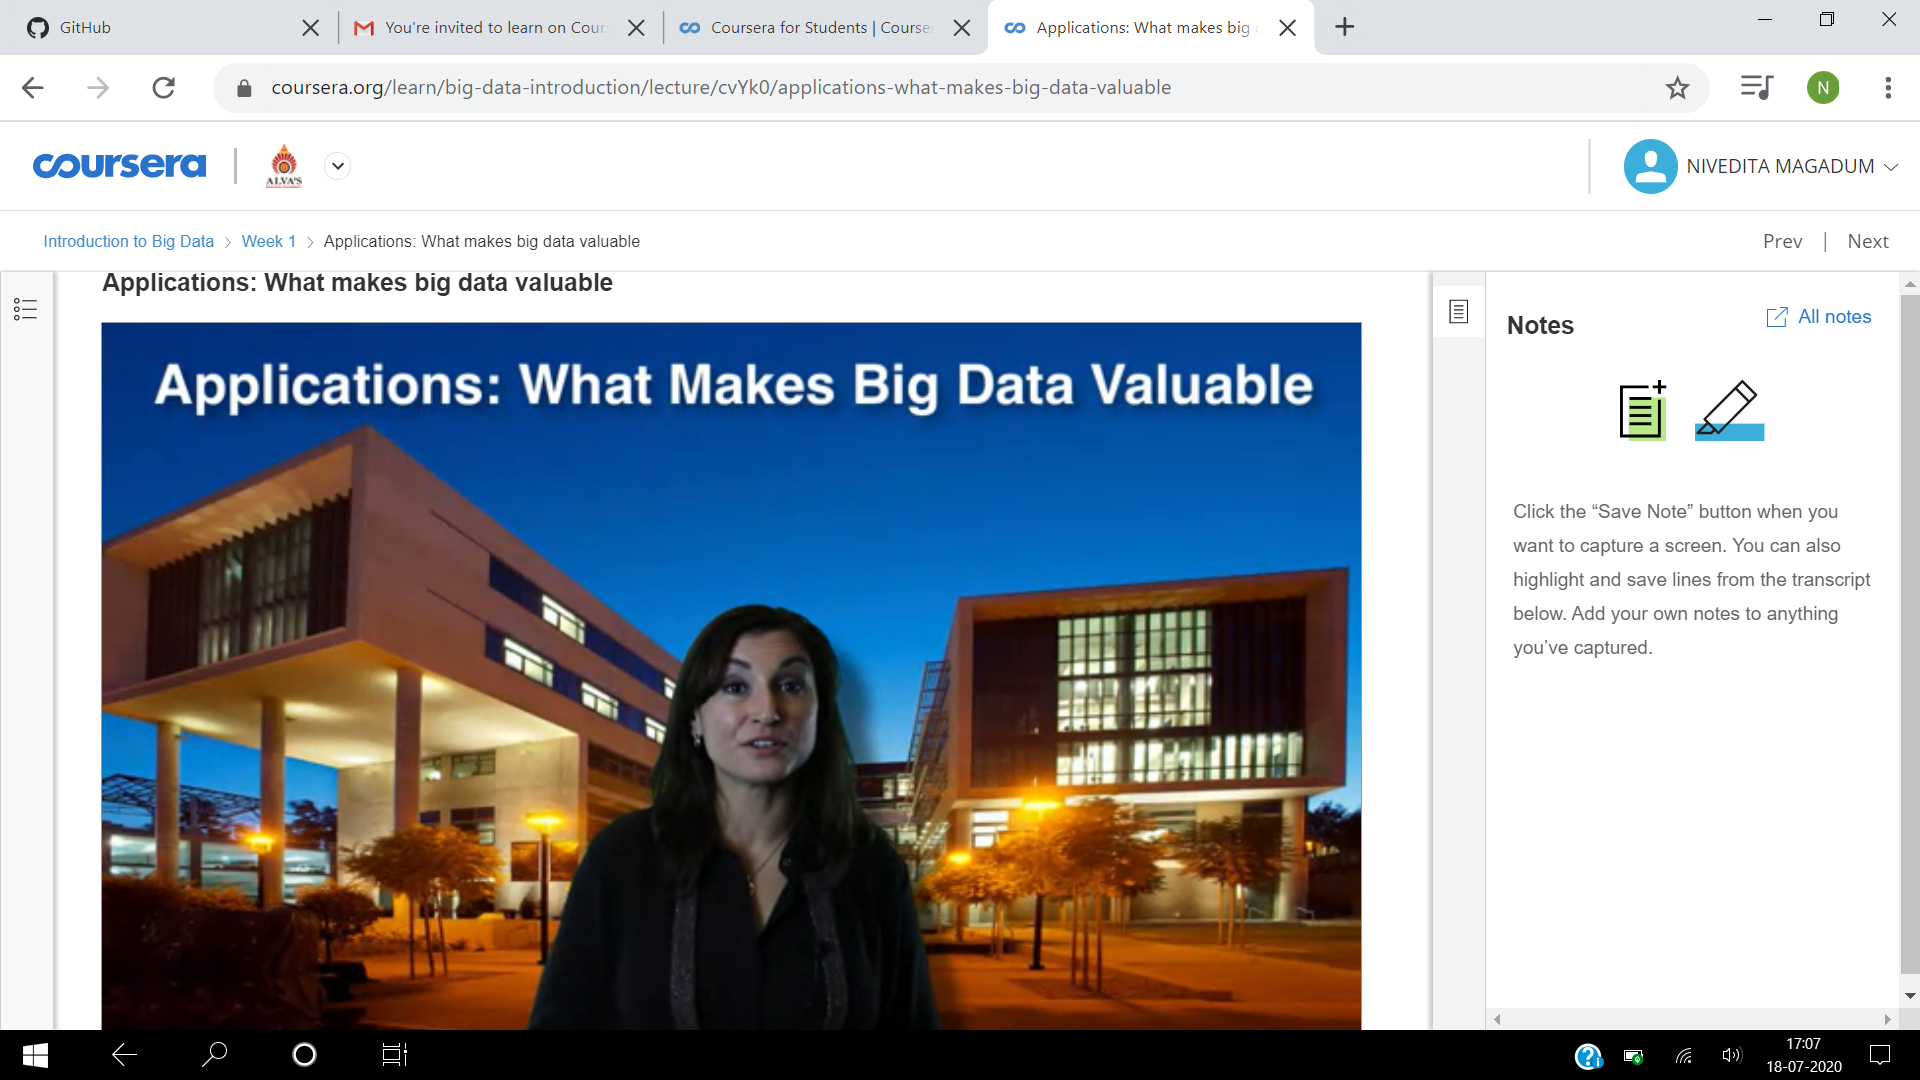 GitHub
You're invited to learn on Cour
Coursera for Students | Course
Applications: What makes big
coursera.org/learn/big-data-introduction/lecture/cvYk0/applications-what-makes-big-data-valuable
N
coursera
ALVA'S
NIVEDITA MAGADUM
Introduction to Big Data
Week 1
Applications: What makes big data valuable
Prev | Next
Applications: What makes big data valuable
Applications: What Makes Big Data Valuable
Notes
All notes
Click the “Save Note” button when you
want to capture a screen. You can also
highlight and save lines from the transcript
below. Add your own notes to anything
you’ve captured.
17:07
18-07-2020